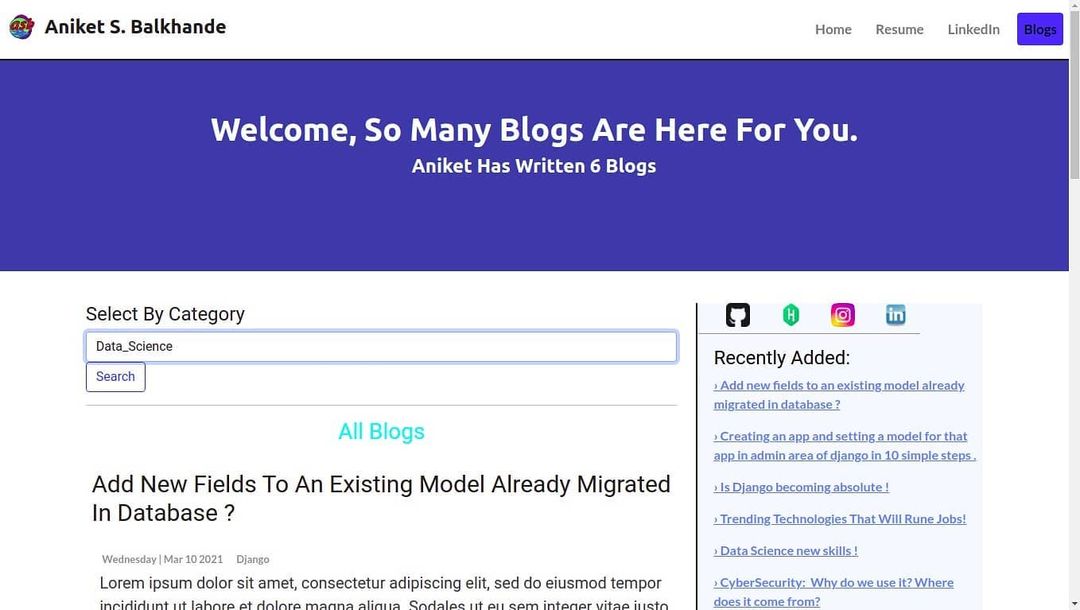 Aniket S. Balkhande
Home
Resume
LinkedIn
Blogs
Welcome, So Many Blogs Are Here For You.
Aniket Has Written 6 Blogs
Select By Category
Data_Science
Search
All Blogs
Add New Fields To An Existing Model Already Migrated
In Database ?
Wednesday | Mar 10 2021 Django
Lorem ipsum dolor sit amet, consectetur adipiscing elit, sed do eiusmod tempor
incididunt ut labore et dolore magna aliqua. Sodales ut eu sem integer vitae justo
Recently Added:
› Add new fields to an existing model already
migrated in database ?
› Creating an app and setting a model for that
app in admin area of django in 10 simple steps .
› Is Django becoming absolute !
› Trending Technologies That Will Rune Jobs!
› Data Science new skills !
› CyberSecurity: Why do we use it? Where
does it come from?